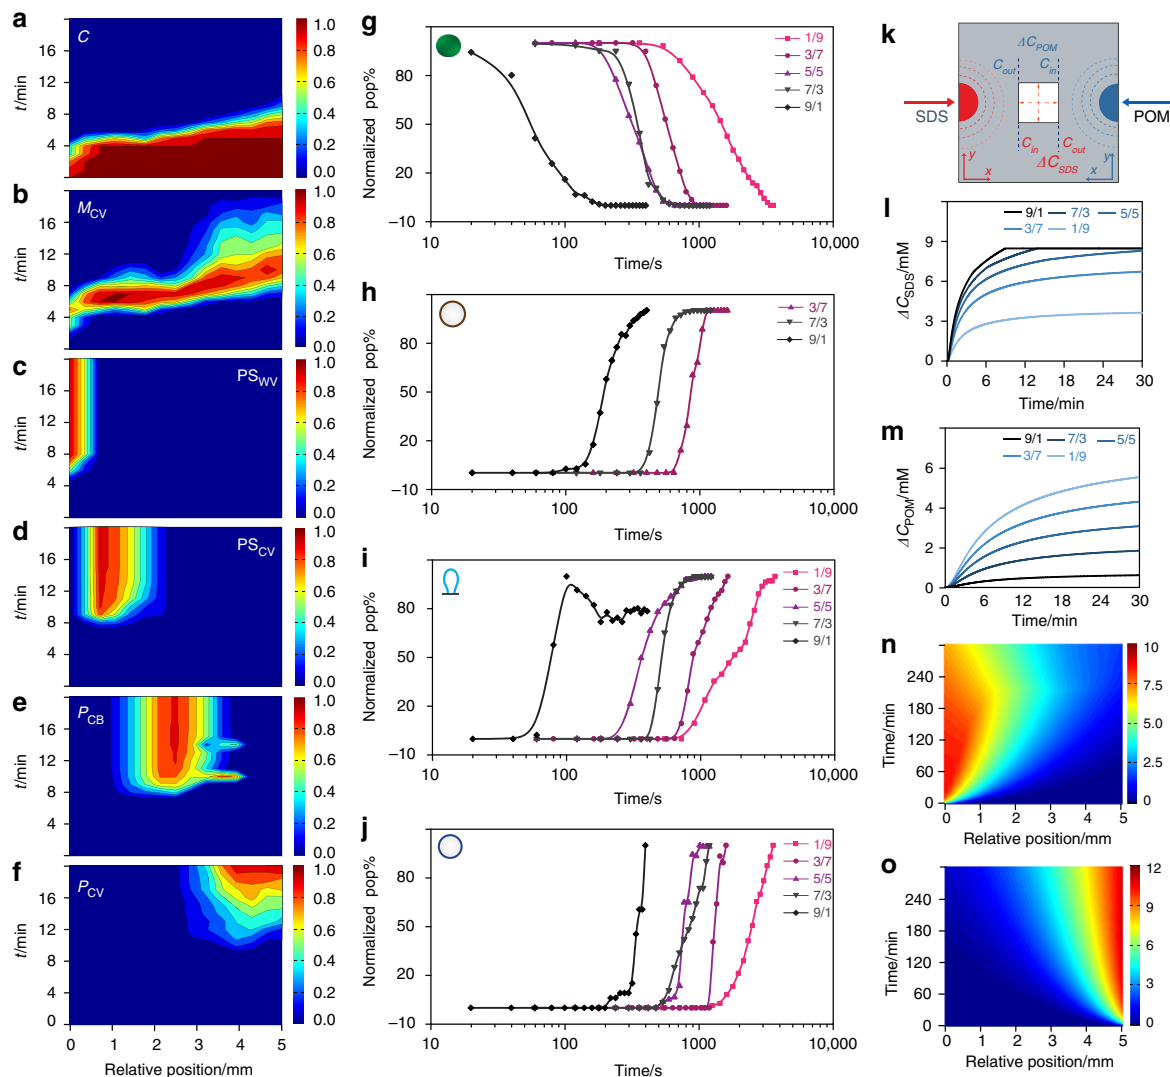 a
C
t/min
16
12
8
4
1.0
0.8
0.6
0.4
0.2
0.0
b
M_CV
t/min
16
12
8
4
1.0
0.8
0.6
0.4
0.2
0.0
c
PS_WV
t/min
16
12
8
4
1.0
0.8
0.6
0.4
0.2
0.0
d
PS_CV
t/min
16
12
8
4
1.0
0.8
0.6
0.4
0.2
0.0
e
P_CB
t/min
16
12
8
4
1.0
0.8
0.6
0.4
0.2
0.0
f
P_CV
t/min
16
12
8
4
0
1.0
0.8
0.6
0.4
0.2
0.0
0 1 2 3 4 5
Relative position/mm
g
Normalized pop%
80
50
20
–10
10 100 1000 10,000
Time/s
1/9
3/7
5/5
7/3
9/1
h
Normalized pop%
80
50
20
–10
10 100 1000 10,000
Time/s
3/7
7/3
9/1
i
Normalized pop%
80
50
20
–10
10 100 1000 10,000
Time/s
1/9
3/7
5/5
7/3
9/1
j
Normalized pop%
80
50
20
–10
10 100 1000 10,000
Time/s
1/9
3/7
5/5
7/3
9/1
k
ΔC_POM
C_out C_in
SDS
POM
C_in C_out
ΔC_SDS
y
x
y
x
l
9/1 7/3 5/5
3/7 1/9
ΔC_SDS/mM
9
6
3
0
0 6 12 18 24 30
Time/min
m
9/1 7/3 5/5
3/7 1/9
ΔC_POM/mM
6
4
2
0
0 6 12 18 24 30
Time/min
n
Time/min
240
180
120
60
0
10
7.5
5.0
2.5
0
0 1 2 3 4 5
Relative position/mm
o
Time/min
240
180
120
60
0
12
9
6
3
0
0 1 2 3 4 5
Relative position/mm